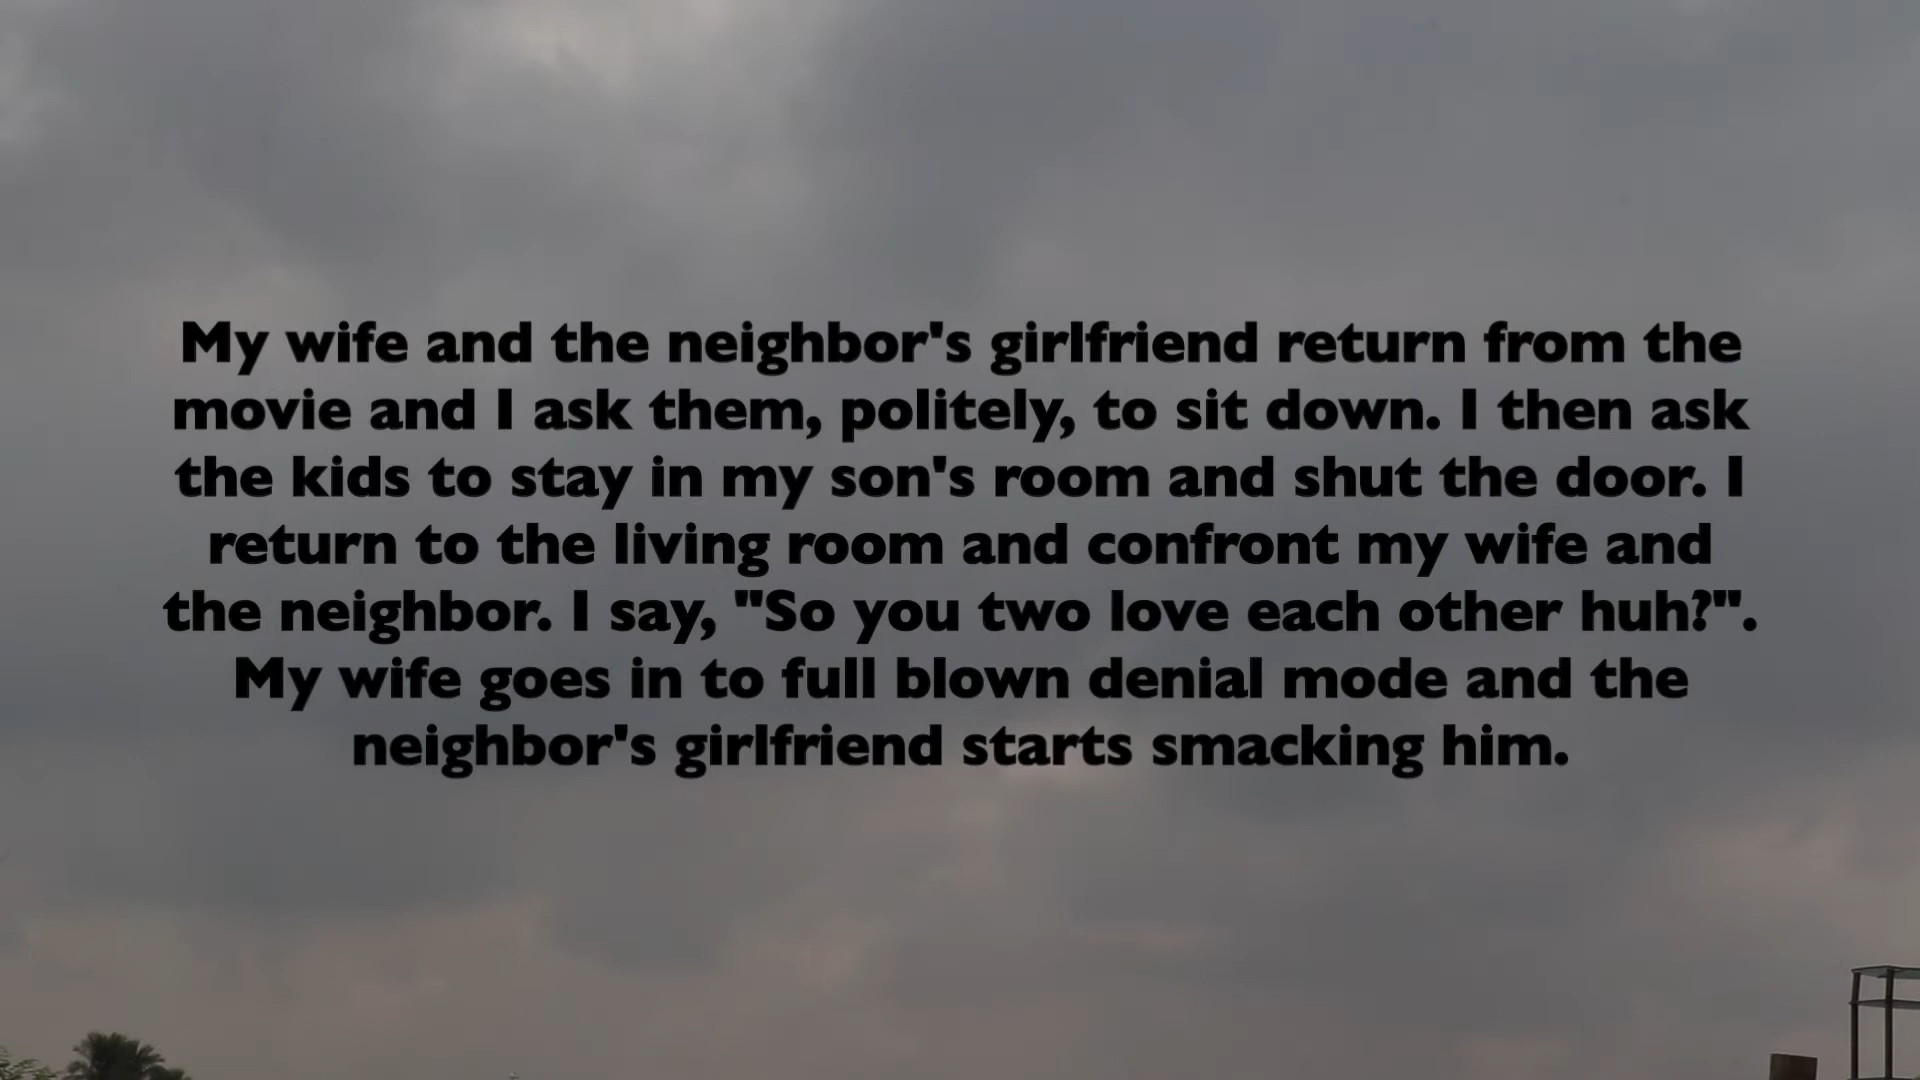 My wife and the neighbor's girlfriend return from the
movie and I ask them, politely, to sit down. I then ask
the kids to stay in my son's room and shut the door. I
return to the living room and confront my wife and
the neighbor. I say, "So you two love each other huh?".
My wife goes in to full blown denial mode and the
neighbor's girlfriend starts smacking him.